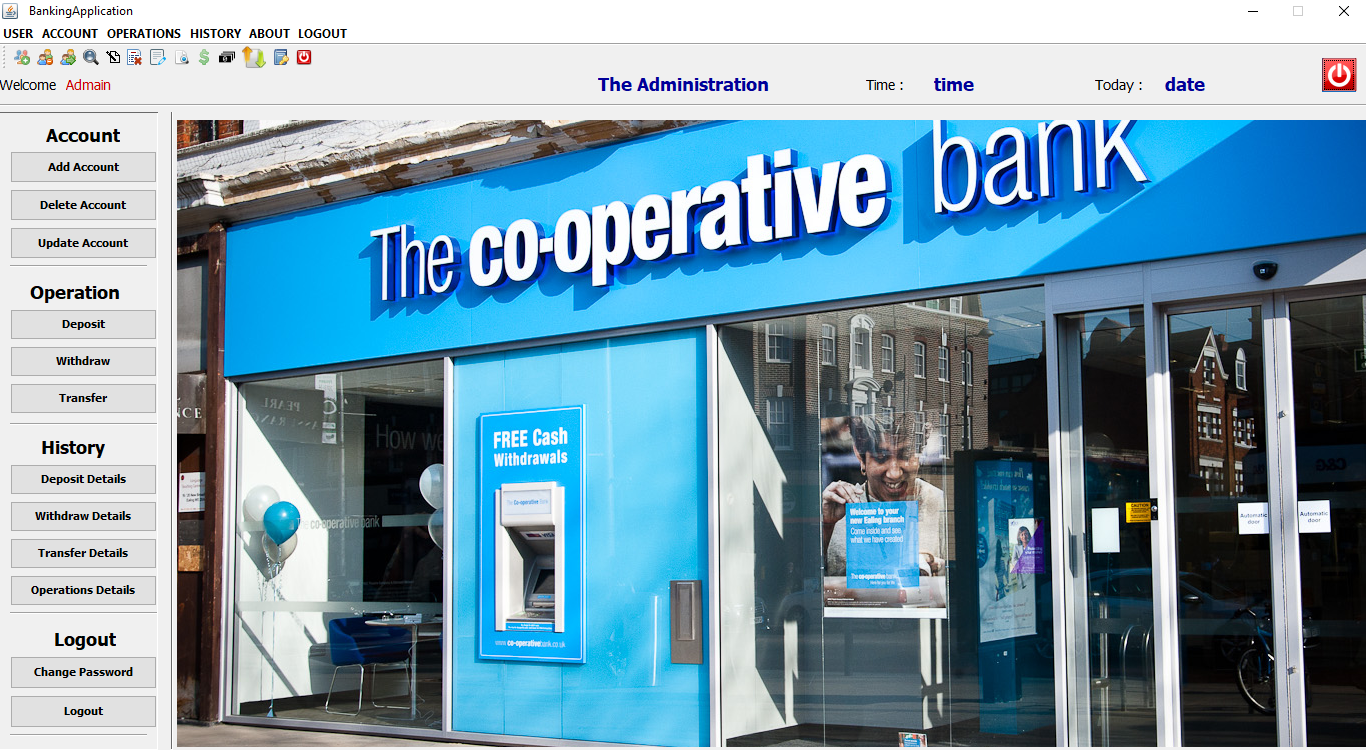 BankingApplication
USER ACCOUNT OPERATIONS HISTORY ABOUT LOGOUT
Welcome Admain
The Administration
Time : time
Today : date
Account
Add Account
Delete Account
Update Account
Operation
Deposit
Withdraw
Transfer
History
Deposit Details
Withdraw Details
Transfer Details
Operations Details
Logout
Change Password
Logout
The co-operative bank
FREE Cash
Withdrawals
The Co-operative Bank
www.co-operativebank.co.uk
How we
PEARL
The co-operative bank
Welcome to your
new Ealing branch
Come inside and see
what we have created
The co-operative bank
CAUTION
Automatic
door
Automatic
door